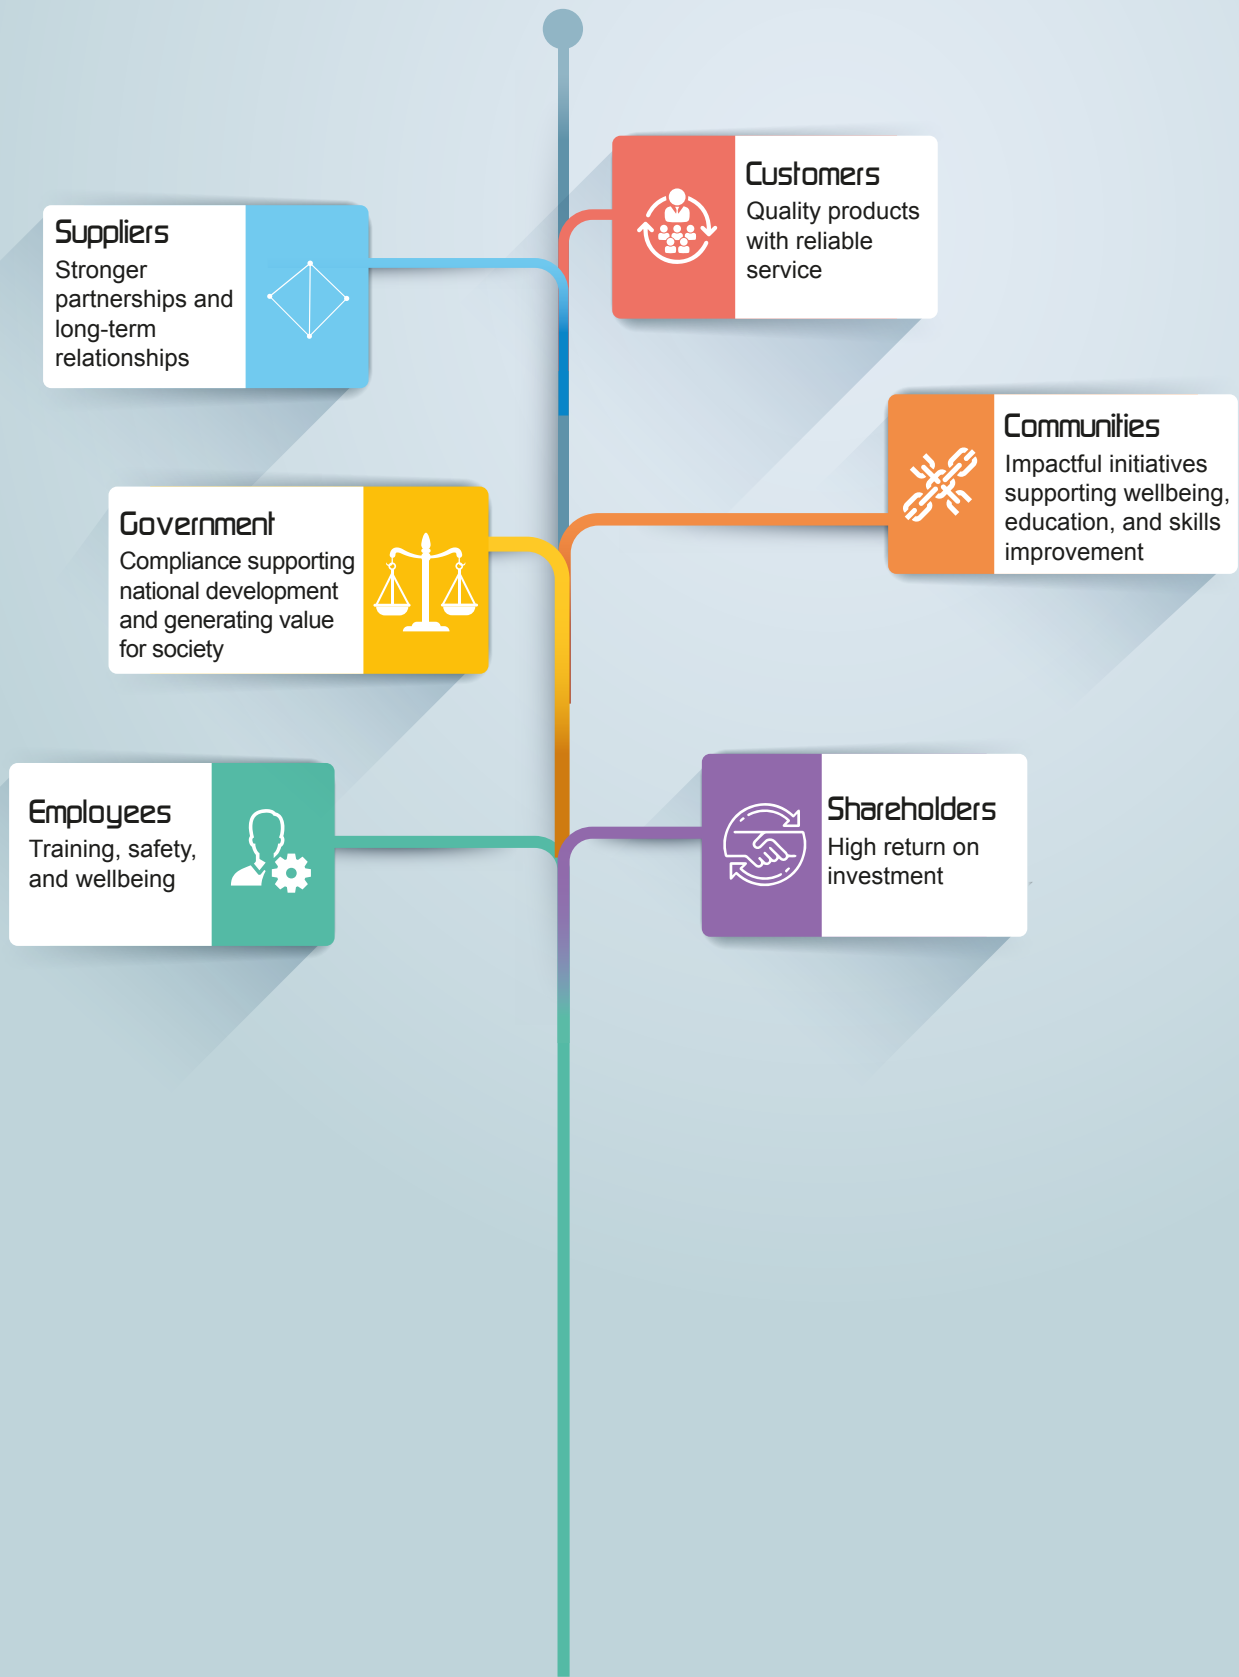 Customers
Quality products
with reliable
service
Suppliers
Stronger
partnerships and
long-term
relationships
Communities
Impactful initiatives
supporting wellbeing,
education, and skills
improvement
Government
Compliance supporting
national development
and generating value
for society
Employees
Training, safety,
and wellbeing
Shareholders
High return on
investment